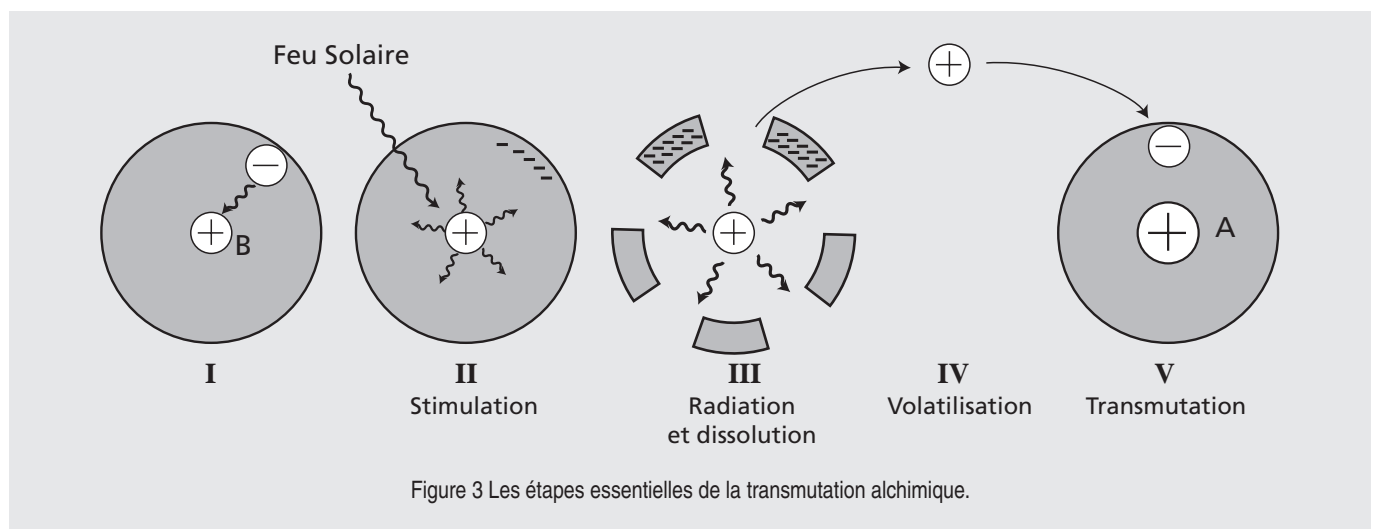 Feu Solaire
B
A
I
II
III
IV
V
Stimulation
Radiation
et dissolution
Volatilisation
Transmutation
Figure 3 Les étapes essentielles de la transmutation alchimique.